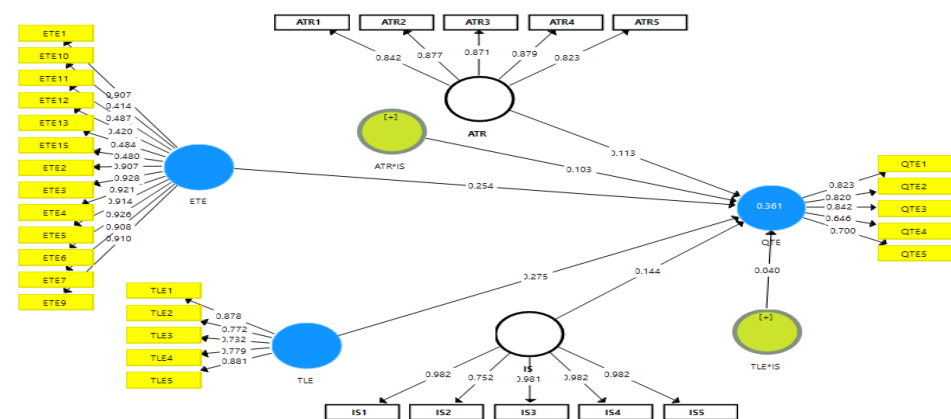 ATR1
ATR2
ATR3
ATR4
ATR5
0.842
0.877
0.871
0.879
0.823
ATR
ETE1
ETE10
ETE11
ETE12
ETE13
ETE15
ETE2
ETE3
ETE4
ETE5
ETE6
ETE7
ETE9
0.907
0.414
0.487
0.420
0.484
0.480
0.907
0.928
0.921
0.914
0.926
0.908
0.910
ETE
[+]
ATR*IS
0.113
0.103
0.254
0.275
0.144
0.040
0.361
QTE
0.823
0.820
0.842
0.646
0.700
QTE1
QTE2
QTE3
QTE4
QTE5
[+]
TLE*IS
TLE1
TLE2
TLE3
TLE4
TLE5
0.878
0.772
0.732
0.779
0.881
TLE
IS
0.982
0.752
0.981
0.982
0.982
IS1
IS2
IS3
IS4
IS5